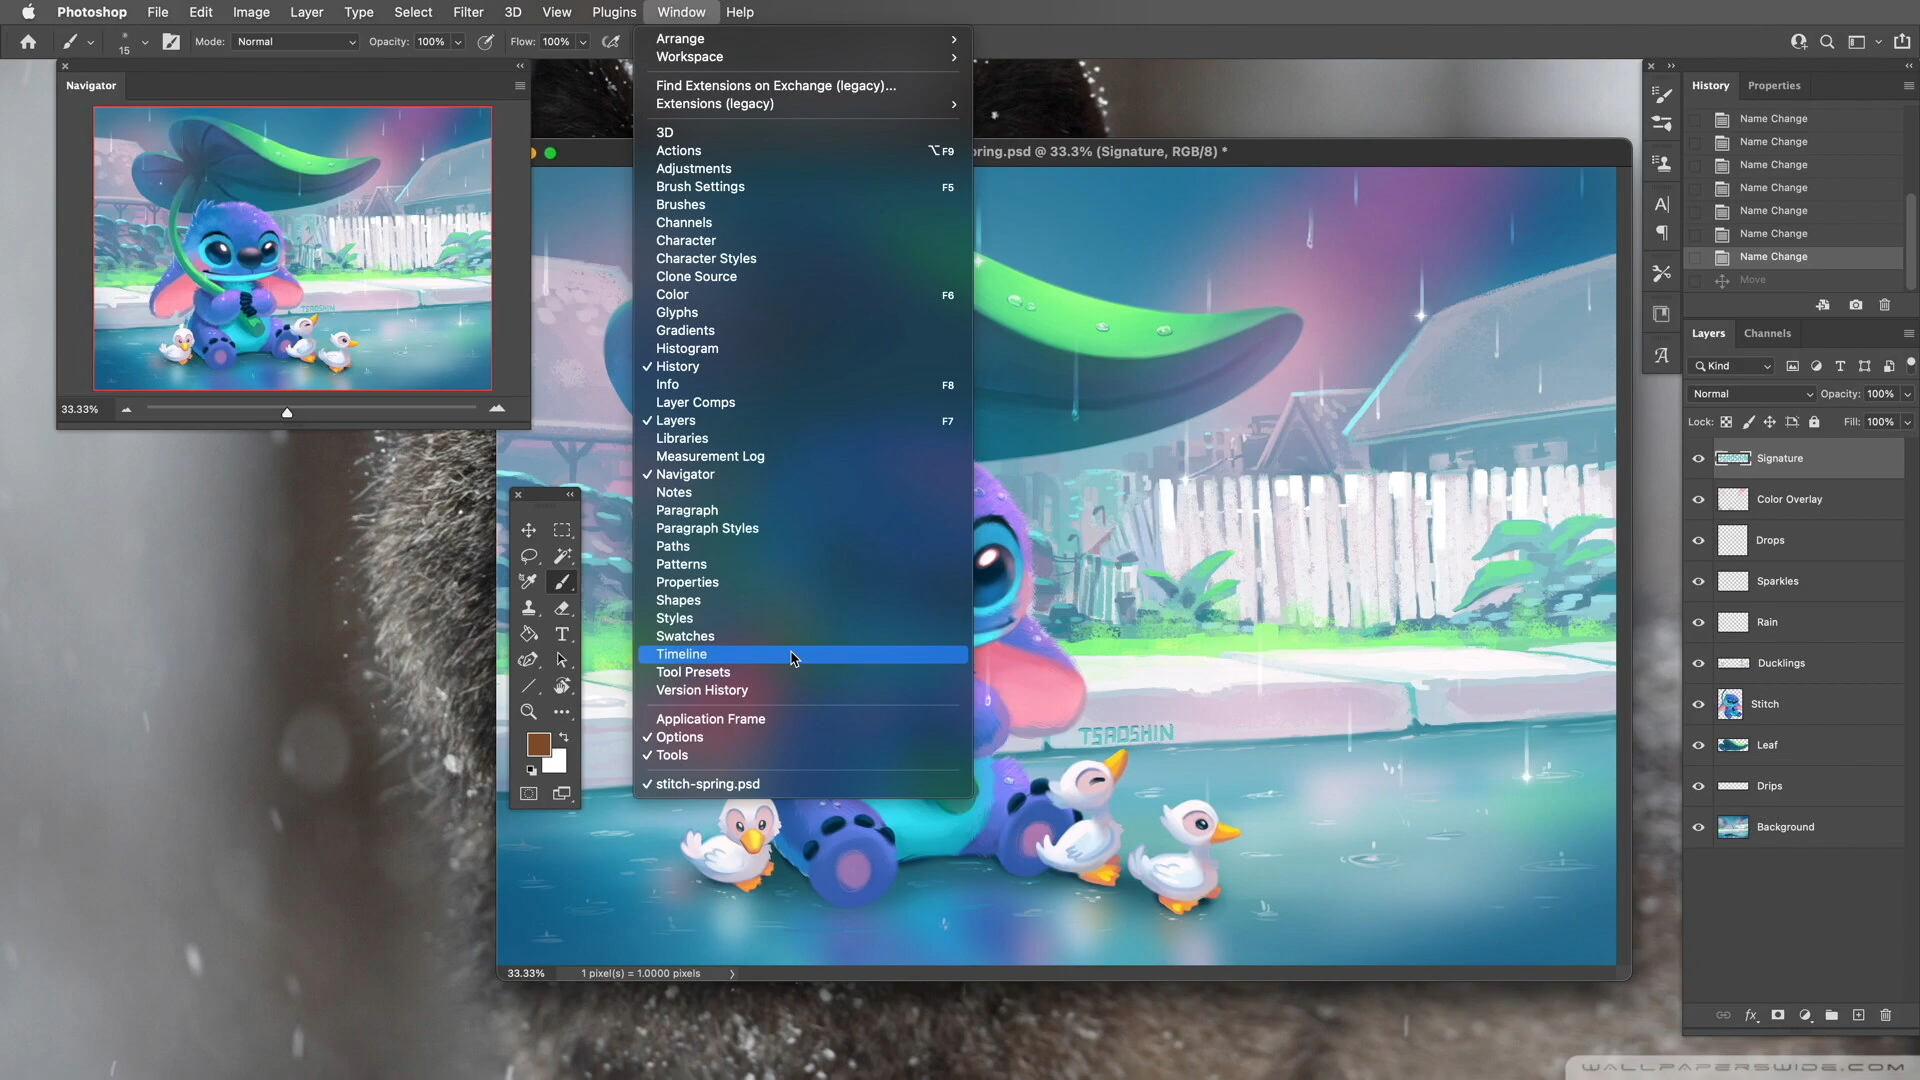 Photoshop File Edit Image Layer Type Select Filter 3D View Plugins Window Help
15 Mode: Normal Opacity: 100% Flow: 100%
Navigator
33.33%
Arrange
Workspace
Find Extensions on Exchange (legacy)...
Extensions (legacy)
3D
Actions ⌥F9
Adjustments
Brush Settings F5
Brushes
Channels
Character
Character Styles
Clone Source
Color F6
Glyphs
Gradients
Histogram
✓ History
Info F8
Layer Comps
✓ Layers F7
Libraries
Measurement Log
✓ Navigator
Notes
Paragraph
Paragraph Styles
Paths
Patterns
Properties
Shapes
Styles
Swatches
Timeline
Tool Presets
Version History
Application Frame
✓ Options
✓ Tools
✓ stitch-spring.psd
ring.psd @ 33.3% (Signature, RGB/8) *
TSAOSHIN
33.33% 1 pixel(s) = 1.0000 pixels
History Properties
Name Change
Name Change
Name Change
Name Change
Name Change
Name Change
Name Change
Move
Layers Channels
Kind
Normal Opacity: 100%
Lock: Fill: 100%
Signature
Color Overlay
Drops
Sparkles
Rain
Ducklings
Stitch
Leaf
Drips
Background
fx
WALLPAPERSWIDE.COM